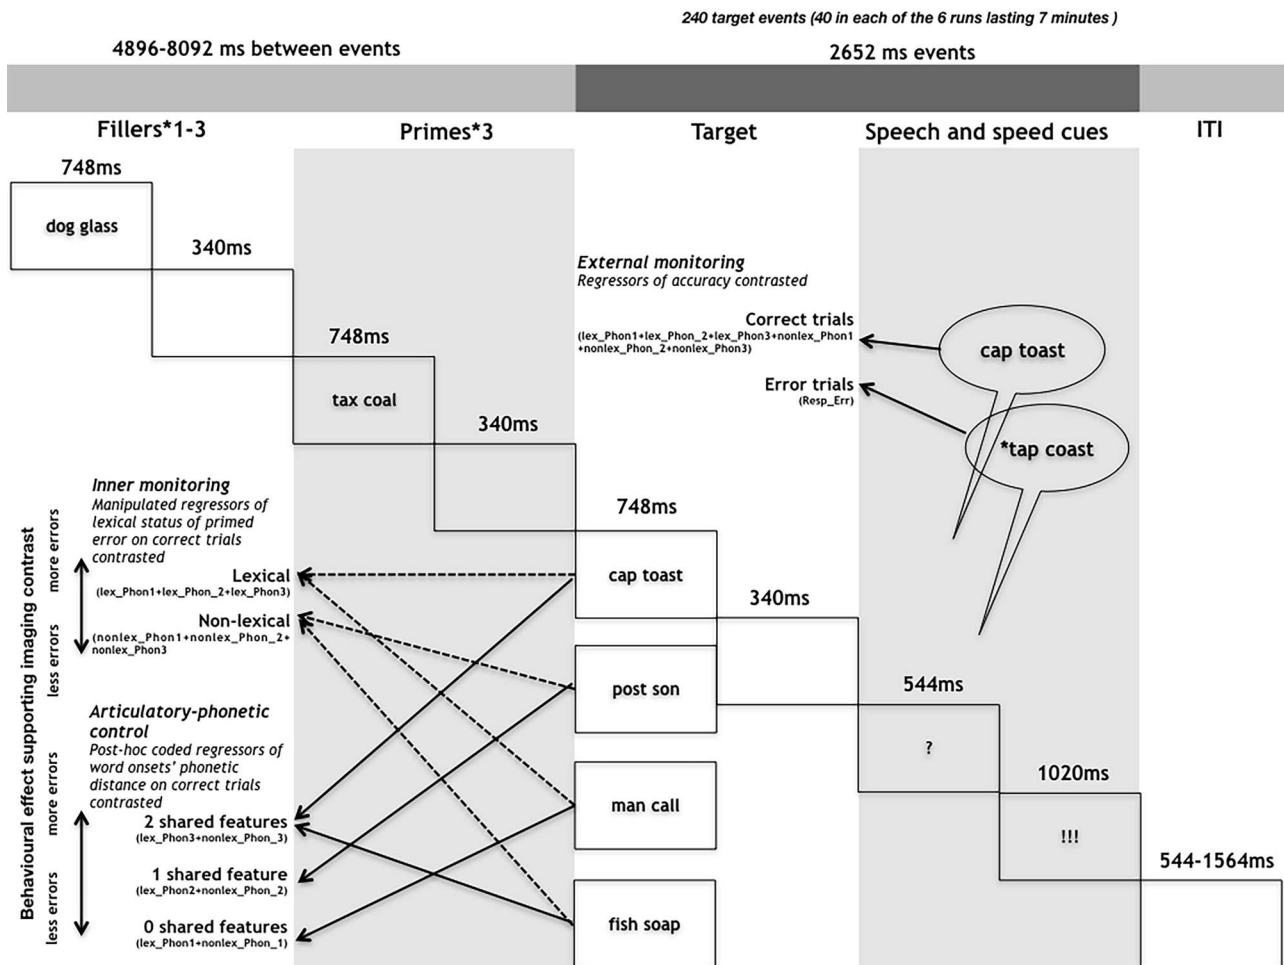 240 target events (40 in each of the 6 runs lasting 7 minutes )
4896-8092 ms between events
2652 ms events
Fillers*1-3
Primes*3
Target
Speech and speed cues
ITI
748ms
dog glass
340ms
748ms
tax coal
340ms
External monitoring
Regressors of accuracy contrasted
Correct trials
(lex_Phon1+lex_Phon_2+lex_Phon3+nonlex_Phon1
+nonlex_Phon_2+nonlex_Phon3)
Error trials
(Resp_Err)
cap toast
*tap coast
Behavioural effect supporting imaging contrast
more errors
less errors
Inner monitoring
Manipulated regressors of
lexical status of primed
error on correct trials
contrasted
Lexical
(lex_Phon1+lex_Phon_2+lex_Phon3)
Non-lexical
(nonlex_Phon1+nonlex_Phon_2+
nonlex_Phon3
more errors
less errors
Articulatory-phonetic
control
Post-hoc coded regressors of
word onsets' phonetic
distance on correct trials
contrasted
2 shared features
(lex_Phon3+nonlex_Phon_3)
1 shared feature
(lex_Phon2+nonlex_Phon_2)
0 shared features
(lex_Phon1+nonlex_Phon_1)
748ms
cap toast
340ms
post son
man call
fish soap
544ms
?
1020ms
!!!
544-1564ms